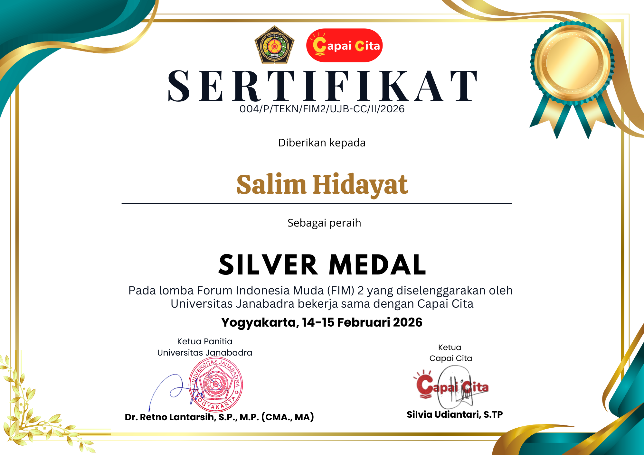 Capai Cita
SERTIFIKAT
004/P/TEKN/FIM2/UJB-CC/II/2026
Diberikan kepada
Salim Hidayat
Sebagai peraih
SILVER MEDAL
Pada lomba Forum Indonesia Muda (FIM) 2 yang diselenggarakan oleh
Universitas Janabadra bekerja sama dengan Capai Cita
Yogyakarta, 14-15 Februari 2026
Ketua Panitia
Universitas Janabadra
Dr. Retno Lantarsih, S.P., M.P. (CMA., MA)
Ketua
Capai Cita
Capai Cita
Silvia Udiantari, S.TP